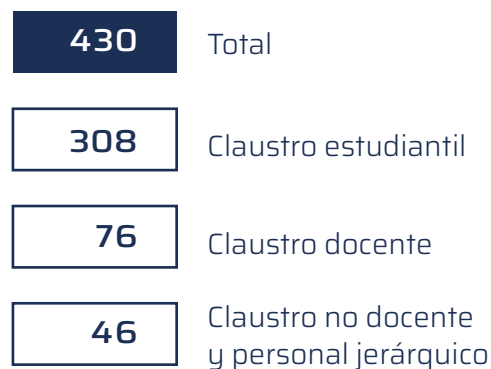 430 Total
308 Claustro estudiantil
76 Claustro docente
46 Claustro no docente
y personal jerárquico